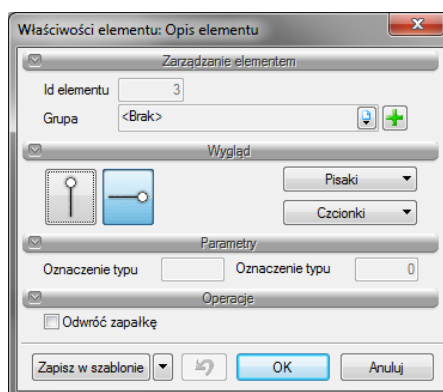 Właściwości elementu: Opis elementu
Zarządzanie elementem
Id elementu 3
Grupa <Brak>
Wygląd
Pisaki
Czcionki
Parametry
Oznaczenie typu Oznaczenie typu 0
Operacje
Odwróć zapałkę
Zapisz w szablonie OK Anuluj